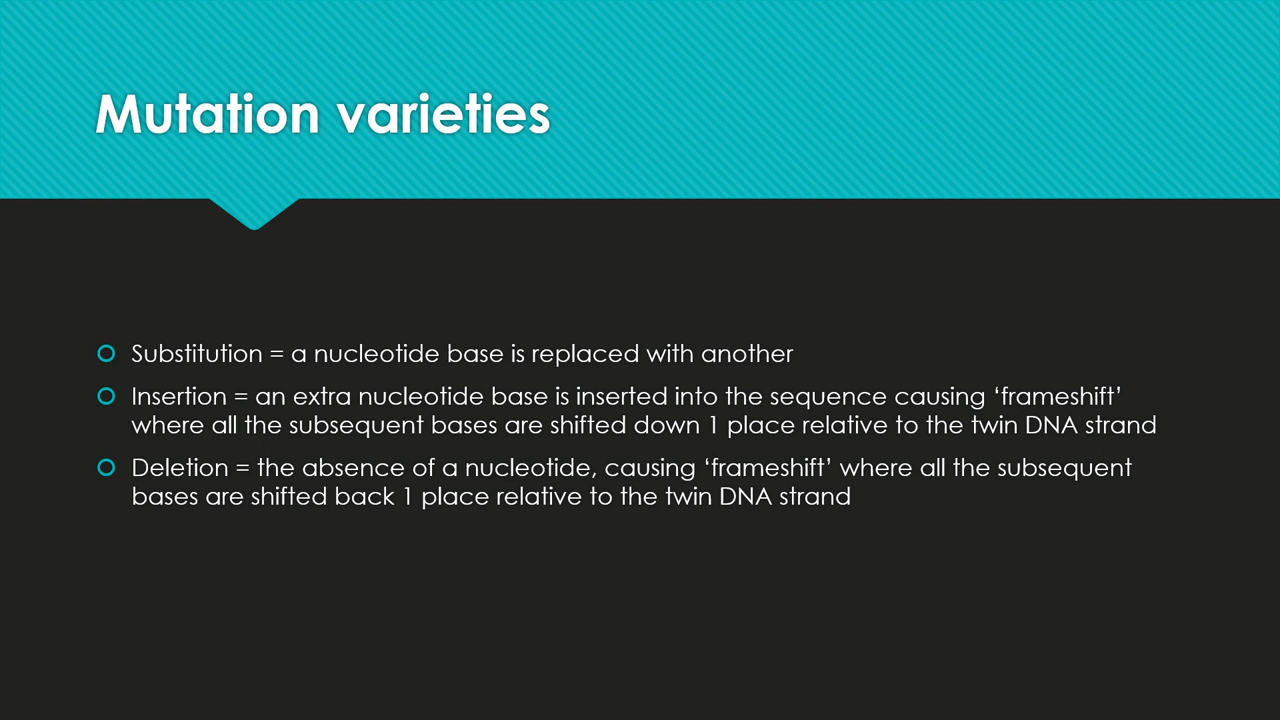 Mutation varieties
Substitution = a nucleotide base is replaced with another
Insertion = an extra nucleotide base is inserted into the sequence causing ‘frameshift’
where all the subsequent bases are shifted down 1 place relative to the twin DNA strand
Deletion = the absence of a nucleotide, causing ‘frameshift’ where all the subsequent
bases are shifted back 1 place relative to the twin DNA strand